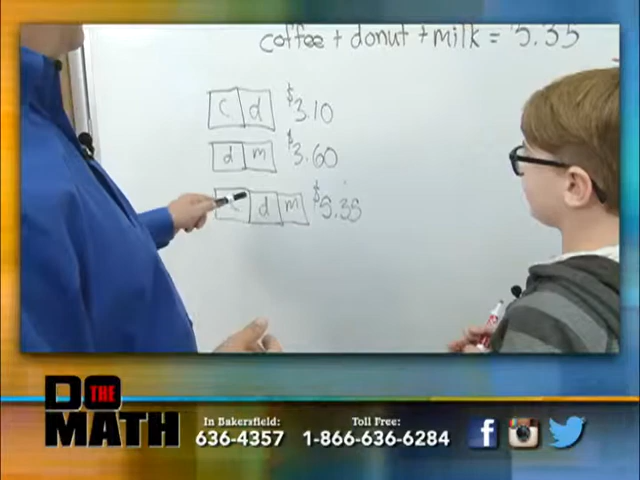 coffee + donut + milk = 5.35
c d $3.10
d m $3.60
c d m $5.35
DO THE MATH
In Bakersfield:
636-4357
Toll Free:
1-866-636-6284